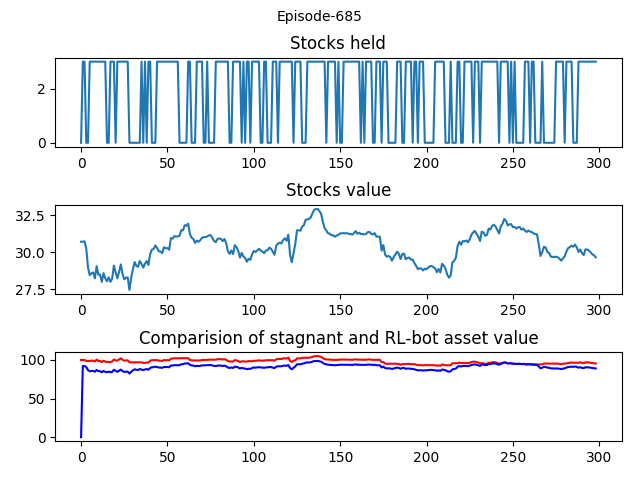 Episode-685
Stocks held
2
0
0 50 100 150 200 250 300
Stocks value
32.5
30.0
27.5
0 50 100 150 200 250 300
Comparision of stagnant and RL-bot asset value
100
50
0
0 50 100 150 200 250 300